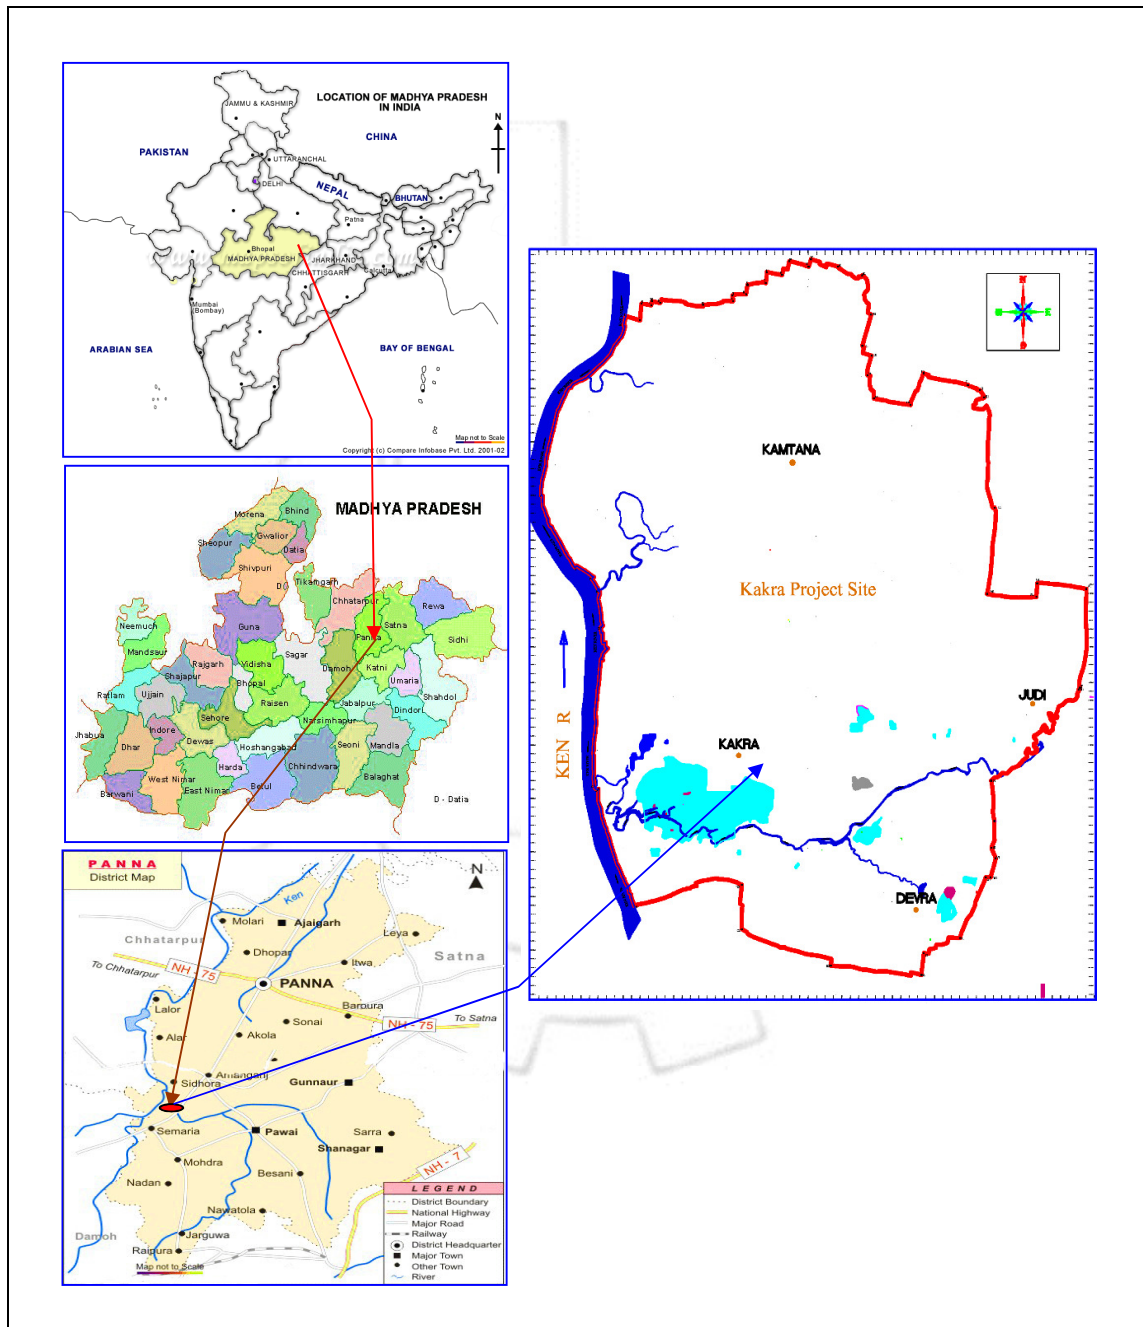 LOCATION OF MADHYA PRADESH
IN INDIA
N
JAMMU & KASHMIR
CHINA
PAKISTAN
UTTARANCHAL
DELHI
NEPAL
BHUTAN
Patna
Bhopal
MADHYA PRADESH
JHARKHAND
CHHATTISGARH
Calcutta
Mumbai
(Bombay)
ARABIAN SEA
BAY OF BENGAL
Map not to Scale
Copyright (c) Compare Infobase Pvt. Ltd. 2001-02
MADHYA PRADESH
Morena
Bhind
Sheopur
Gwalior
Datia
Shivpuri
D
Tikamgarh
Chhatarpur
Rewa
Neemuch
Guna
Satna
Panna
Sidhi
Mandsaur
Rajgarh
Vidisha
Sagar
Damoh
Katni
Shajapur
Bhopal
Umaria
Ratlam
Ujjain
Raisen
Jabalpur
Shahdol
Dindori
Sehore
Narsimhapur
Jhabua
Indore
Dewas
Dhar
Hoshangabad
Seoni
Mandla
Harda
Chhindwara
West Nimar
Balaghat
Barwani
East Nimar
Betul
D - Datia
PANNA
District Map
N
Ken
Molari
Ajaigarh
Leya
Chhatarpur
Dhopar
Satna
Itwa
To Chhatarpur
NH - 75
PANNA
Lalor
Barpura
Sonai
To Satna
NH - 75
Alar
Akola
Amanganj
Sidhora
Gunnaur
Semaria
Pawai
Sarra
Shanagar
Mohdra
NH - 7
Nadan
Besani
Nawatola
Damoh
Jarguwa
Raipura
Map not to Scale
LEGEND
District Boundary
National Highway
Major Road
Railway
District Headquarter
Major Town
Other Town
River
N
E
KAMTANA
Kakra Project Site
KEN R
JUDI
KAKRA
DEVRA